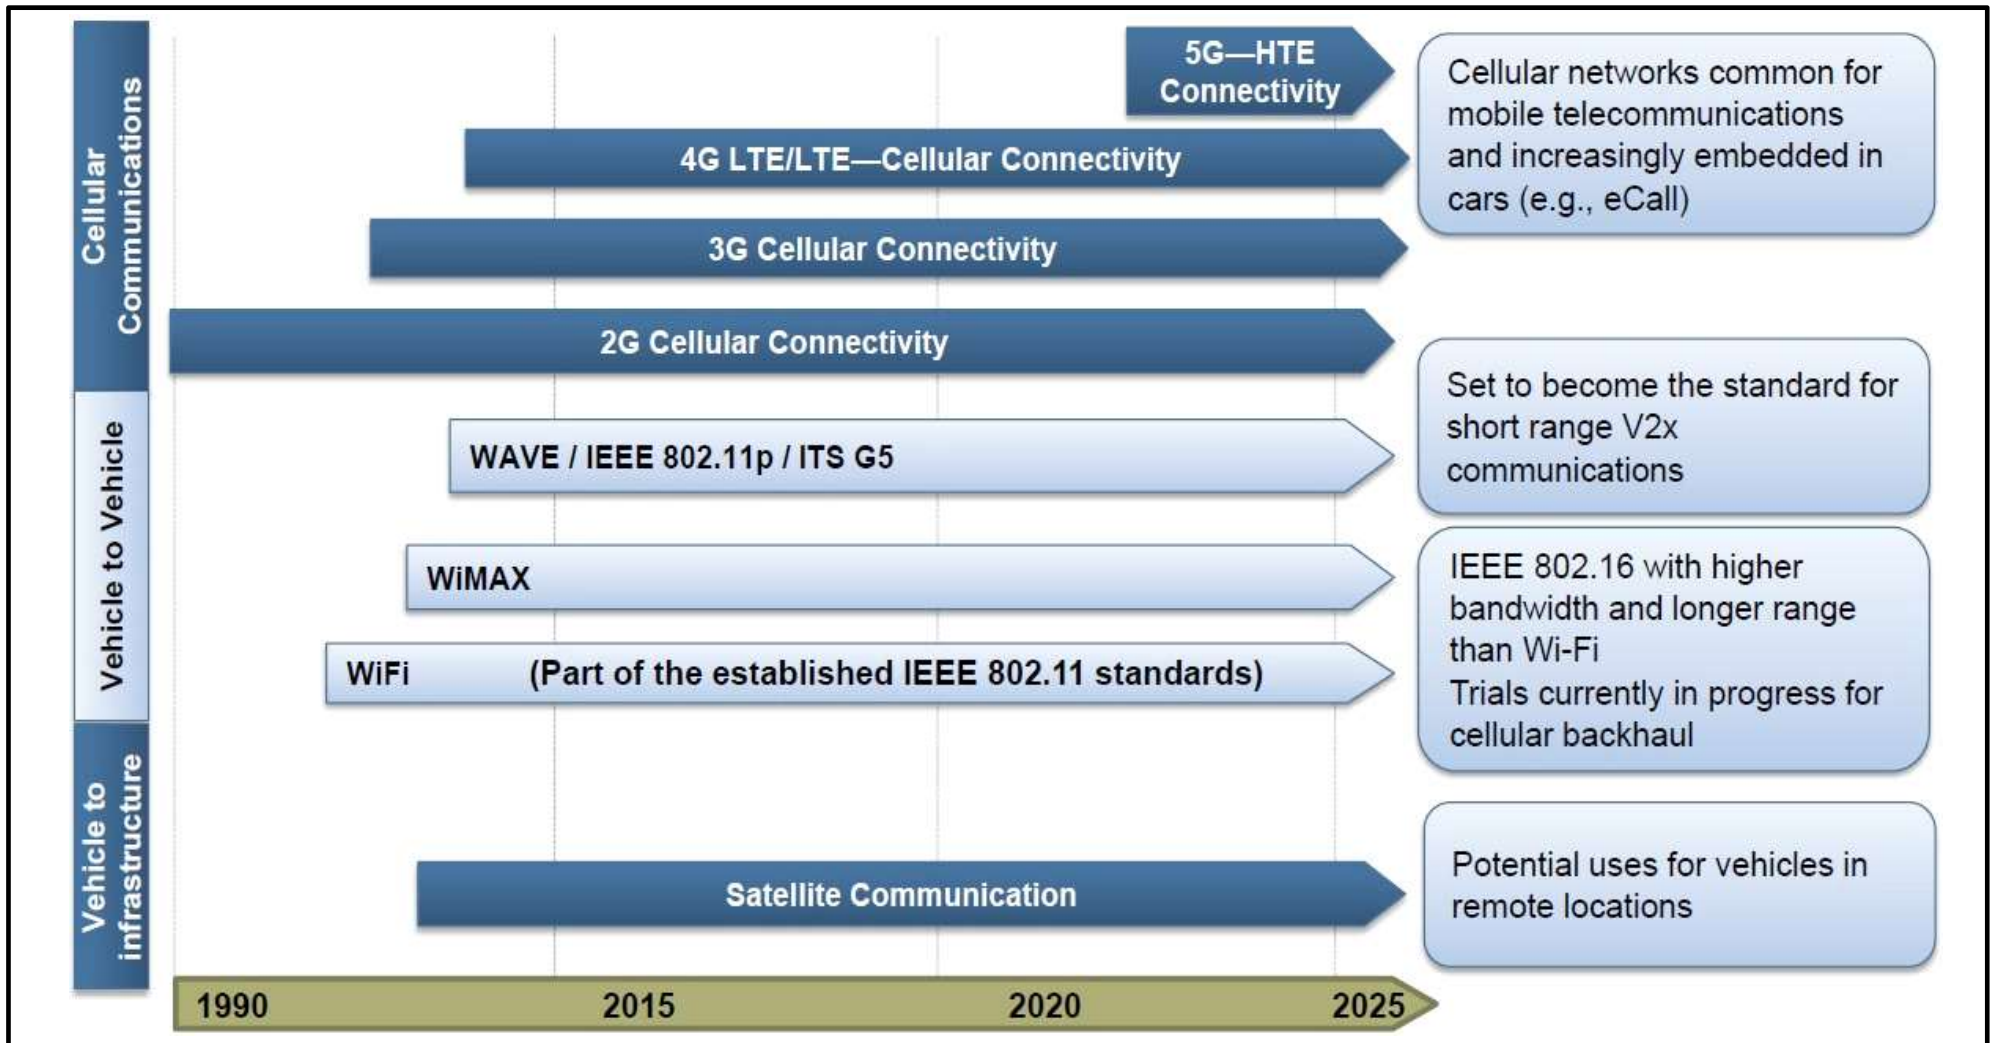 Cellular
Communications
5G—HTE
Connectivity
4G LTE/LTE—Cellular Connectivity
3G Cellular Connectivity
2G Cellular Connectivity
Cellular networks common for
mobile telecommunications
and increasingly embedded in
cars (e.g., eCall)
Vehicle to Vehicle
WAVE / IEEE 802.11p / ITS G5
WiMAX
WiFi (Part of the established IEEE 802.11 standards)
Set to become the standard for
short range V2x
communications
IEEE 802.16 with higher
bandwidth and longer range
than Wi-Fi
Trials currently in progress for
cellular backhaul
Vehicle to
infrastructure
Satellite Communication
Potential uses for vehicles in
remote locations
1990 2015 2020 2025